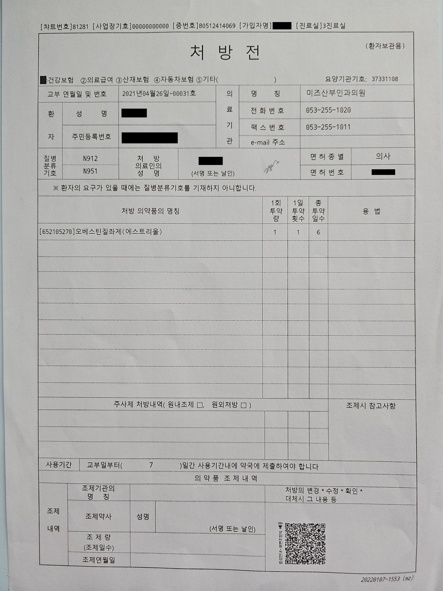 [차트번호]81281 [사업장기호]00000000000 [증번호]80512414069 [가입자명] [진료실]3진료실
처 방 전
(환자보관용)
건강보험 ②의료급여 ③산재보험 ④자동차보험 ⑤기타( )
요양기관기호: 37331108
교부 연월일 및 번호 2021년04월26일-00031호
의료기관
명 칭 미즈산부인과의원
전화번호 053-255-1020
팩스번호 053-255-1011
e-mail 주소
환자
성 명
주민등록번호
질병분류기호
N912
N951
처 방
의료인의
성 명
(서명 또는 날인)
면허종별 의사
면허번호
※ 환자의 요구가 있을 때에는 질병분류기호를 기재하지 아니합니다.
처방 의약품의 명칭
1회 투약량
1일 투약횟수
총 투약일수
용 법
[652105270]오베스틴질좌제(에스트리올) 1 1 6
주사제 처방내역( 원내조제 □, 원외처방 □ )
조제시 참고사항
사용기간 교부일부터( 7 )일간 사용기간내에 약국에 제출하여야 합니다
의 약 품 조 제 내 역
조제내역
조제기관의
명 칭
처방의 변경*수정*확인*
대체시 그 내용 등
조제약사 성명
(서명 또는 날인)
조 제 량
(조제일수)
조제연월일